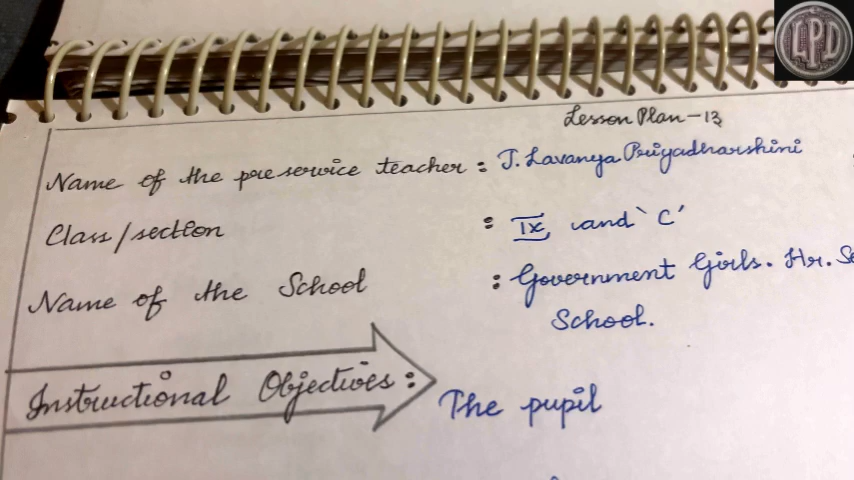 LPD
Lesson Plan-13
Name of the preservice teacher : J. Lavanya Priyadharshini
Class/section : IX and 'C'
Name of the School : Government Girls. Hr.
School.
Instructional Objectives :
The pupil